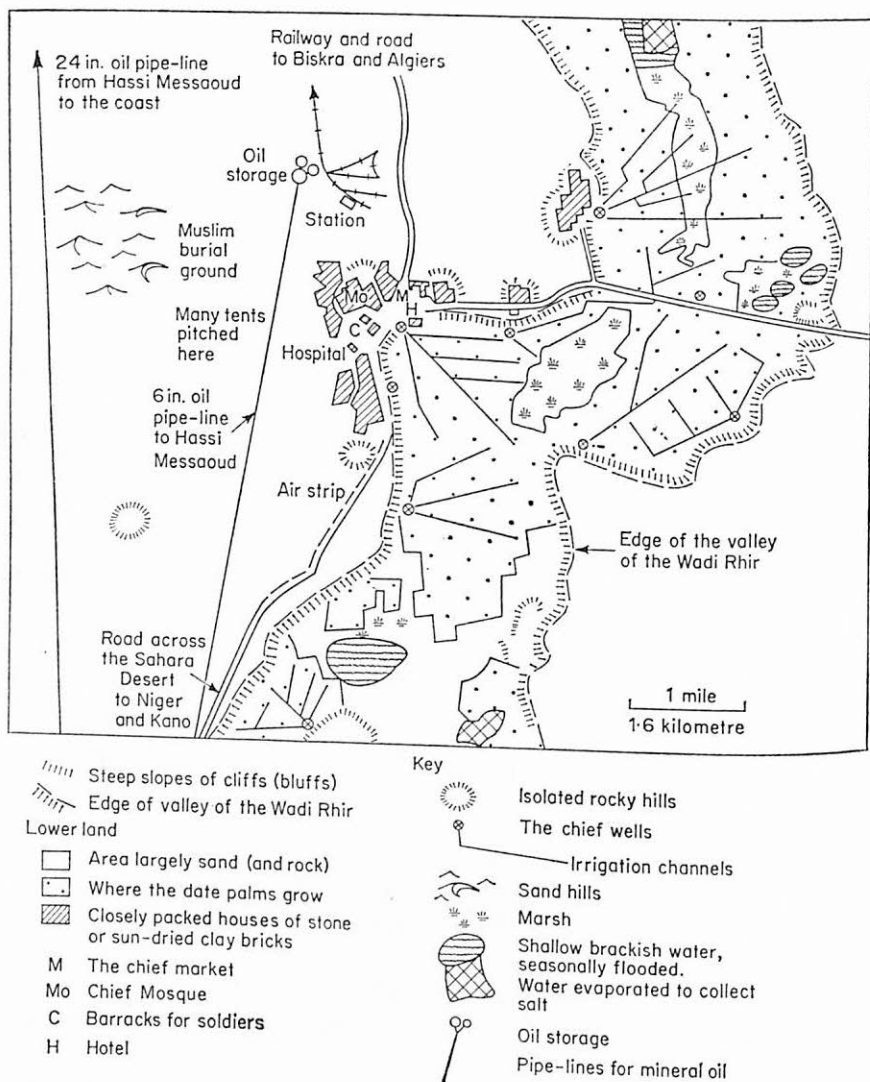 24 in. oil pipe-line
from Hassi Messaoud
to the coast
Railway and road
to Biskra and Algiers
Oil
storage
Station
Muslim
burial
ground
Mo
M
H
C
Many tents
pitched
here
Hospital
6 in. oil
pipe-line
to Hassi
Messaoud
Air strip
Edge of the valley
of the Wadi Rhir
Road across
the Sahara
Desert
to Niger
and Kano
1 mile
1·6 kilometre
Key
Steep slopes of cliffs (bluffs)
Edge of valley of the Wadi Rhir
Lower land
Area largely sand (and rock)
Where the date palms grow
Closely packed houses of stone
or sun-dried clay bricks
M The chief market
Mo Chief Mosque
C Barracks for soldiers
H Hotel
Isolated rocky hills
The chief wells
Irrigation channels
Sand hills
Marsh
Shallow brackish water,
seasonally flooded.
Water evaporated to collect
salt
Oil storage
Pipe-lines for mineral oil